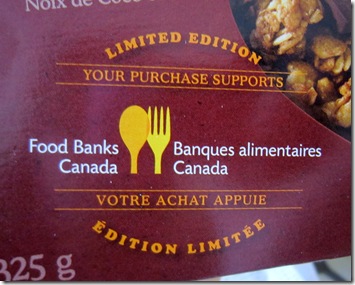 Noix de Coco
LIMITED EDITION
YOUR PURCHASE SUPPORTS
Food Banks
Canada
Banques alimentaires
Canada
VOTRE ACHAT APPUIE
ÉDITION LIMITÉE
325 g